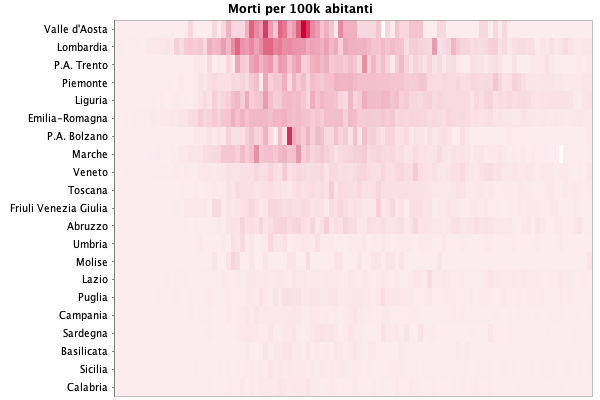 Morti per 100k abitanti
Valle d'Aosta
Lombardia
P.A. Trento
Piemonte
Liguria
Emilia-Romagna
P.A. Bolzano
Marche
Veneto
Toscana
Friuli Venezia Giulia
Abruzzo
Umbria
Molise
Lazio
Puglia
Campania
Sardegna
Basilicata
Sicilia
Calabria